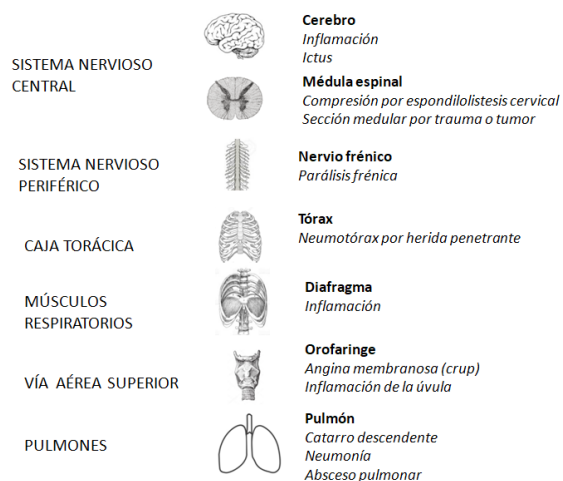 SISTEMA NERVIOSO
CENTRAL
Cerebro
Inflamación
Ictus
Médula espinal
Compresión por espondilolistesis cervical
Sección medular por trauma o tumor
SISTEMA NERVIOSO
PERIFÉRICO
Nervio frénico
Parálisis frénica
CAJA TORÁCICA
Tórax
Neumotórax por herida penetrante
MÚSCULOS
RESPIRATORIOS
Diafragma
Inflamación
VÍA AÉREA SUPERIOR
Orofaringe
Angina membranosa (crup)
Inflamación de la úvula
PULMONES
Pulmón
Catarro descendente
Neumonía
Absceso pulmonar